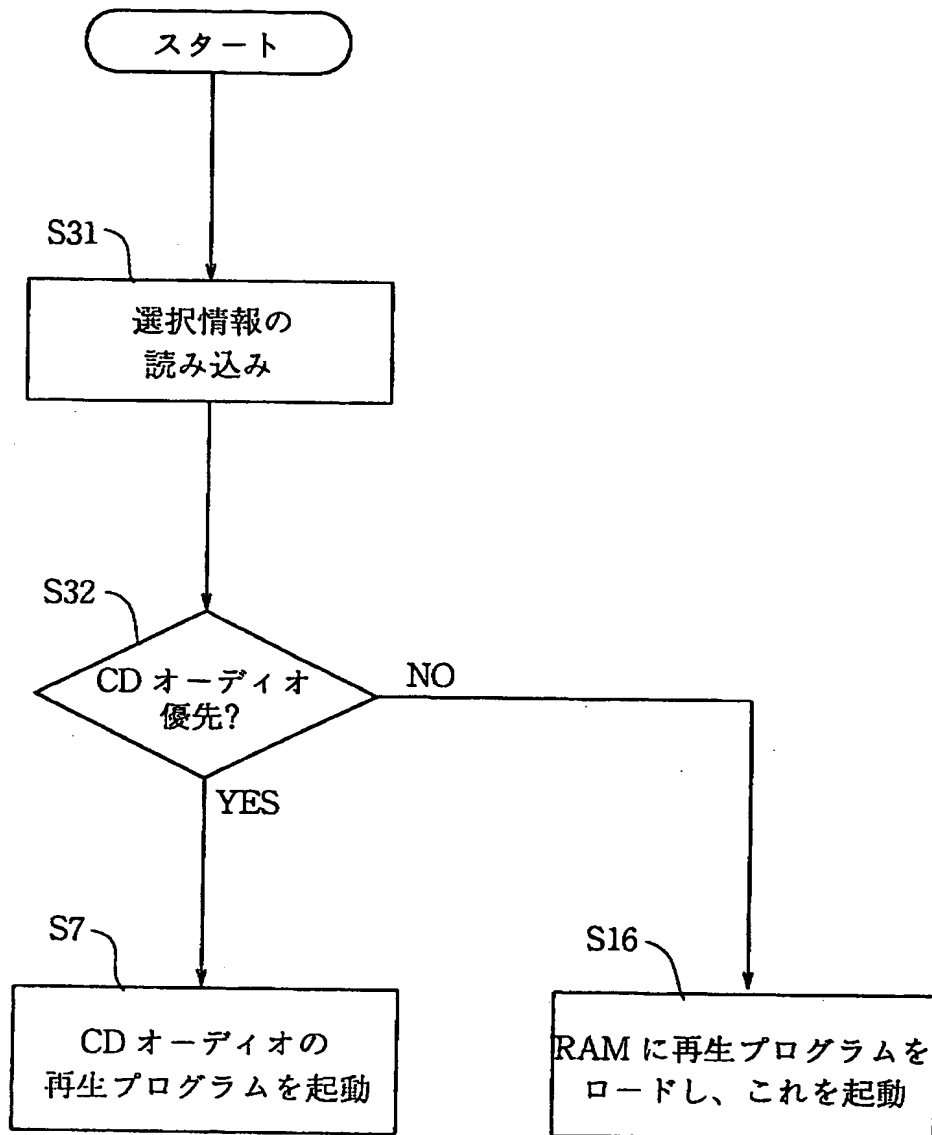 スタート
S31
選択情報の
読み込み
S32
CD オーディオ
優先?
NO
YES
S7
CD オーディオの
再生プログラムを起動
S16
RAM に再生プログラムを
ロードし、これを起動